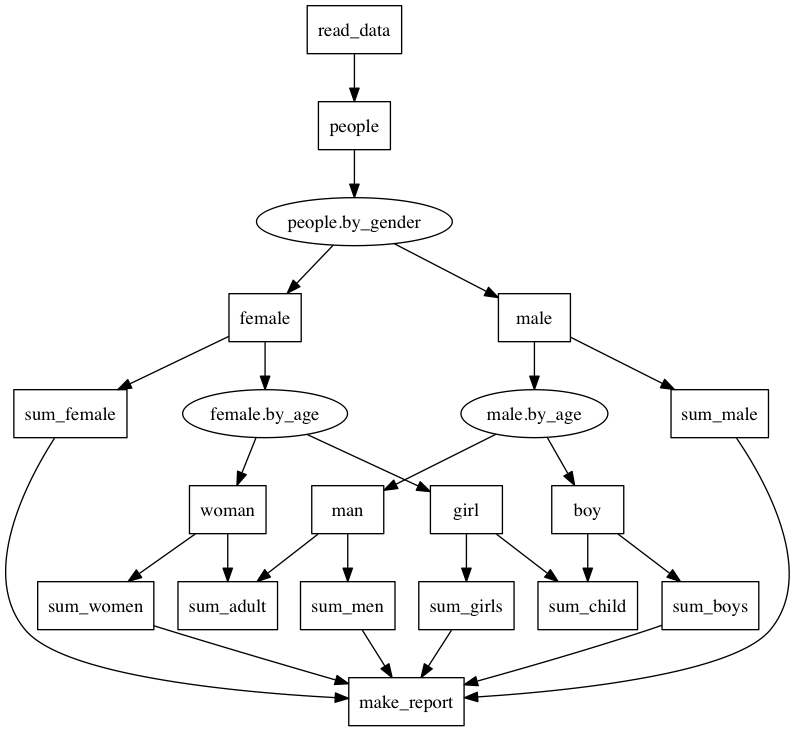 read_data
people
people.by_gender
female
male
sum_female
female.by_age
male.by_age
sum_male
woman
man
girl
boy
sum_women
sum_adult
sum_men
sum_girls
sum_child
sum_boys
make_report